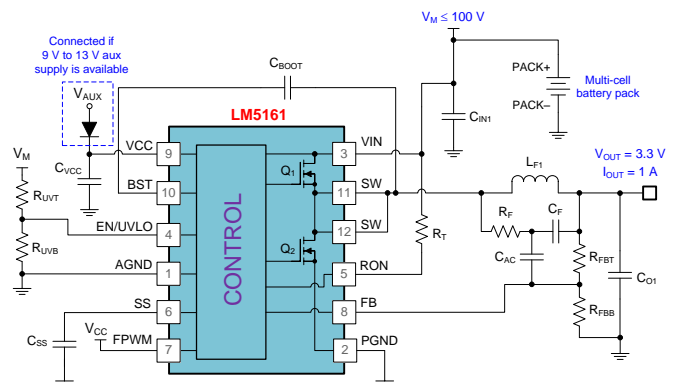 V_M ≤ 100 V
Connected if
9 V to 13 V aux
supply is available
C_BOOT
PACK+
PACK–
Multi-cell
battery pack
V_AUX
LM5161
C_IN1
V_M
C_VCC
VCC
9
Q1
3
VIN
L_F1
V_OUT = 3.3 V
I_OUT = 1 A
R_UVT
BST
10
11
SW
EN/UVLO
4
CONTROL
Q2
12
SW
R_T
R_F
C_F
R_UVB
AGND
1
5
RON
C_AC
R_FBT
C_O1
SS
6
8
FB
C_SS
V_CC
FPWM
7
2
PGND
R_FBB